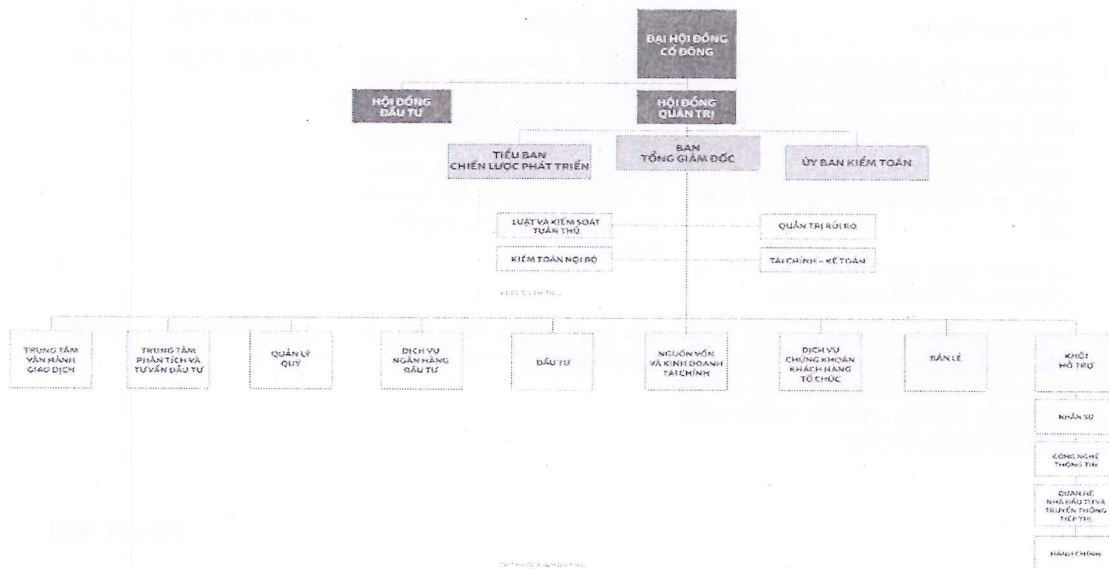 ĐẠI HỘI ĐỒNG
CỔ ĐÔNG
HỘI ĐỒNG
ĐẦU TƯ
HỘI ĐỒNG
QUẢN TRỊ
TIỂU BAN
CHIẾN LƯỢC PHÁT TRIỂN
BAN
TỔNG GIÁM ĐỐC
ỦY BAN KIỂM TOÁN
LUẬT VÀ KIỂM SOÁT
TUÂN THỦ
QUẢN TRỊ RỦI RO
KIỂM TOÁN NỘI BỘ
TÀI CHÍNH – KẾ TOÁN
TRUNG TÂM
VẬN HÀNH
GIAO DỊCH
TRUNG TÂM
PHÂN TÍCH VÀ
TƯ VẤN ĐẦU TƯ
QUẢN LÝ
QUỸ
DỊCH VỤ
NGÂN HÀNG
ĐẦU TƯ
ĐẦU TƯ
NGUỒN VỐN
VÀ KINH DOANH
TÀI CHÍNH
DỊCH VỤ
CHỨNG KHOÁN
KHÁCH HÀNG
TỔ CHỨC
BÁN LẺ
KHỐI
HỖ TRỢ
NHÂN SỰ
CÔNG NGHỆ
THÔNG TIN
QUAN HỆ
NHÀ ĐẦU TƯ VÀ
TRUYỀN THÔNG
TIẾP THỊ
HÀNH CHÍNH